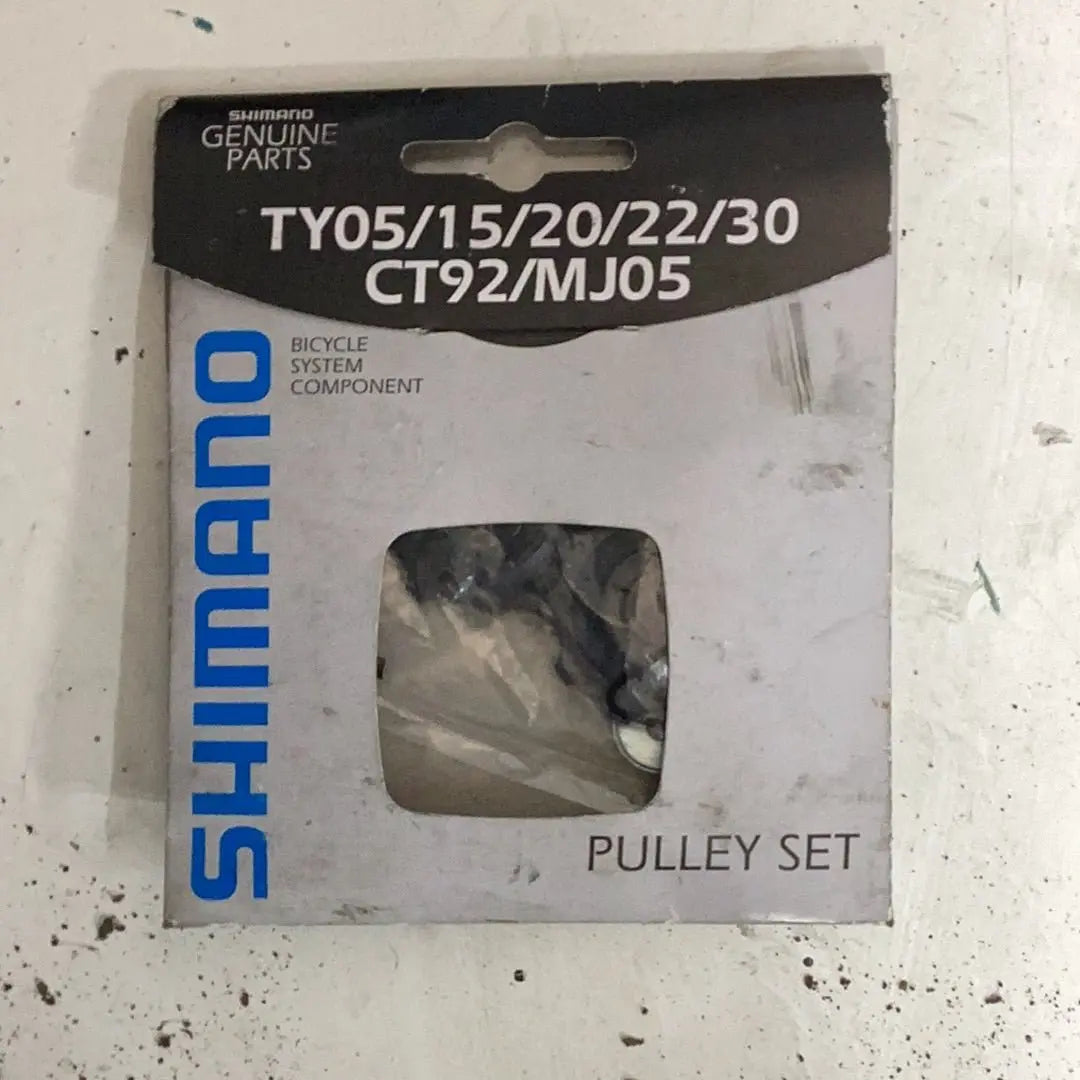 SHIMANO
GENUINE
PARTS
TY05/15/20/22/30
CT92/MJ05
SHIMANO
BICYCLE
SYSTEM
COMPONENT
PULLEY SET